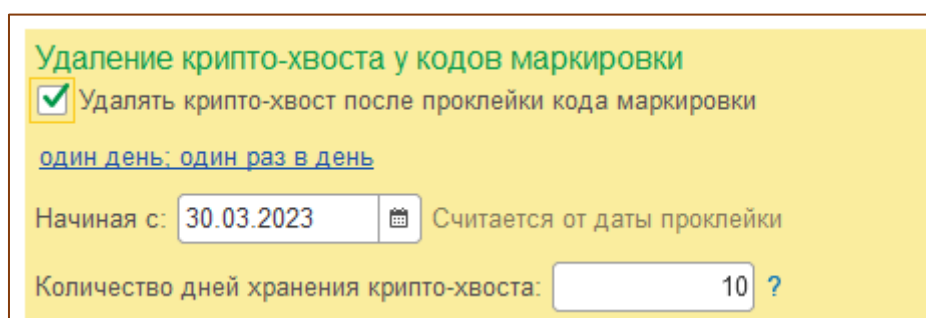 Удаление крипто-хвоста у кодов маркировки
Удалять крипто-хвост после проклейки кода маркировки
один день; один раз в день
Начиная с: 30.03.2023 Считается от даты проклейки
Количество дней хранения крипто-хвоста: 10 ?